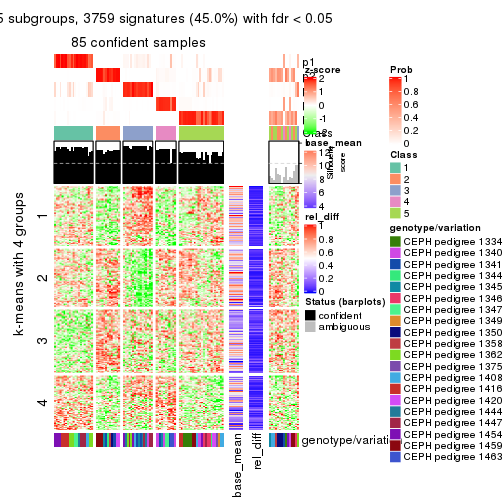 5 subgroups, 3759 signatures (45.0%) with fdr < 0.05
85 confident samples
p1
Class
silhouette
score
k-means with 4 groups
1
2
3
4
base_mean
rel_diff
genotype/variation
z-score
2
1
0
-1
-2
base_mean
12
10
8
6
4
rel_diff
1
0.8
0.6
0.4
0.2
0
Status (barplots)
confident
ambiguous
Prob
1
0.8
0.6
0.4
0.2
0
Class
1
2
3
4
5
genotype/variation
CEPH pedigree 1334
CEPH pedigree 1340
CEPH pedigree 1341
CEPH pedigree 1344
CEPH pedigree 1345
CEPH pedigree 1346
CEPH pedigree 1347
CEPH pedigree 1349
CEPH pedigree 1350
CEPH pedigree 1358
CEPH pedigree 1362
CEPH pedigree 1375
CEPH pedigree 1408
CEPH pedigree 1416
CEPH pedigree 1420
CEPH pedigree 1444
CEPH pedigree 1447
CEPH pedigree 1454
CEPH pedigree 1459
CEPH pedigree 1463